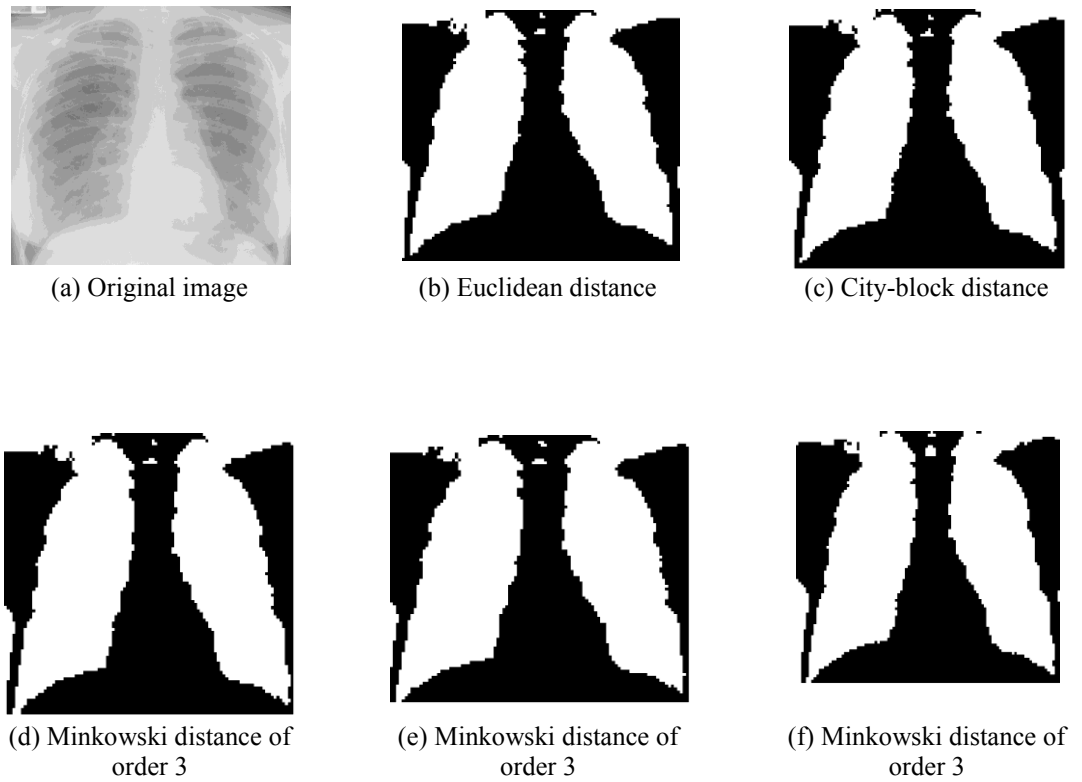 (a) Original image
(b) Euclidean distance
(c) City-block distance
(d) Minkowski distance of
order 3
(e) Minkowski distance of
order 3
(f) Minkowski distance of
order 3